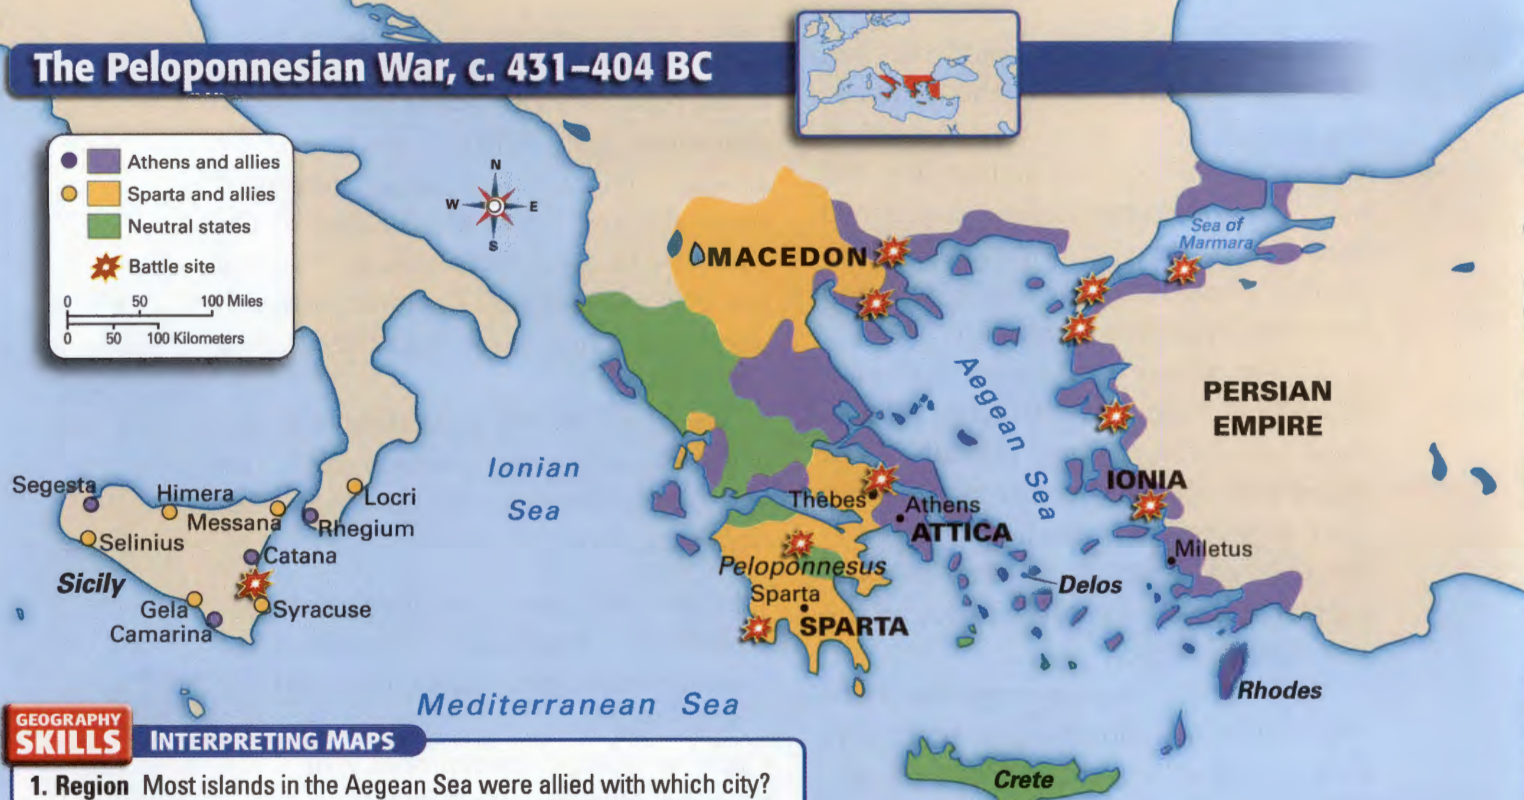 The Peloponnesian War, c. 431–404 BC
Athens and allies
Sparta and allies
Neutral states
Battle site
0 50 100 Miles
0 50 100 Kilometers
N
W E
S
MACEDON
Sea of
Marmara
Aegean Sea
PERSIAN
EMPIRE
Ionian
Sea
IONIA
Segesta
Himera
Locri
Messana
Rhegium
Selinius
Catana
Sicily
Gela
Syracuse
Camarina
Thebes
Athens
ATTICA
Peloponnesus
Sparta
SPARTA
Miletus
Delos
Rhodes
Mediterranean Sea
Crete
GEOGRAPHY
SKILLS
INTERPRETING MAPS
1. Region Most islands in the Aegean Sea were allied with which city?